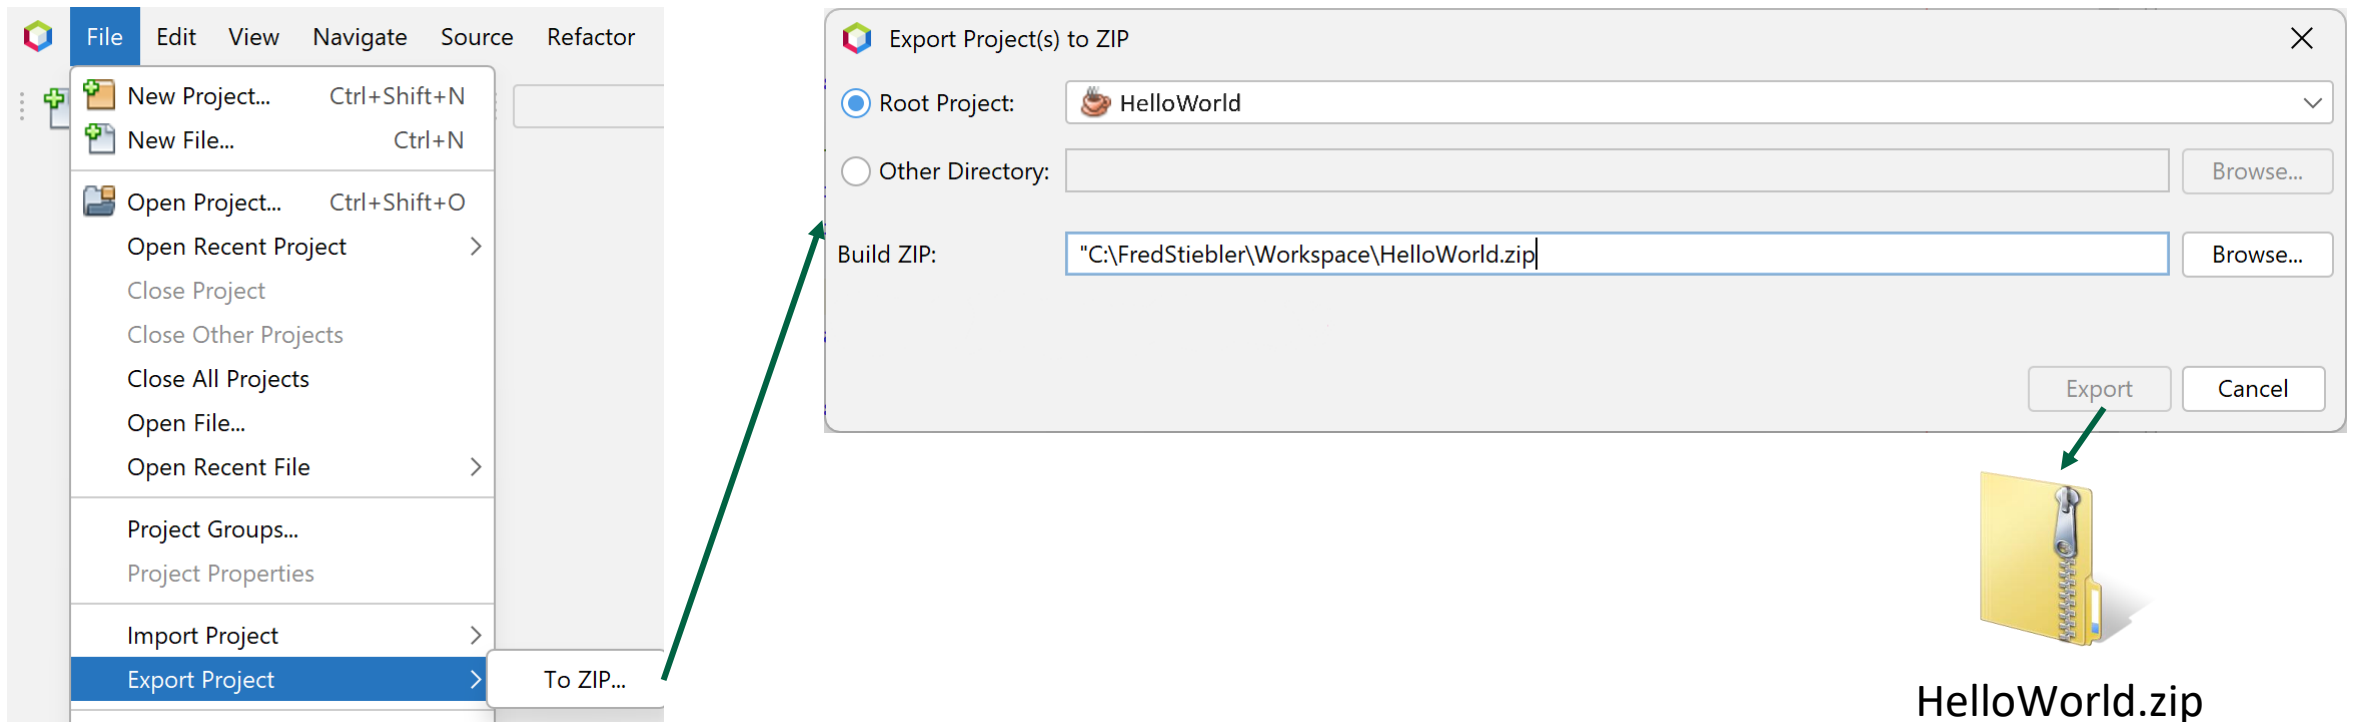 File Edit View Navigate Source Refactor
New Project... Ctrl+Shift+N
New File... Ctrl+N
Open Project... Ctrl+Shift+O
Open Recent Project
Close Project
Close Other Projects
Close All Projects
Open File...
Open Recent File
Project Groups...
Project Properties
Import Project
Export Project
To ZIP...
Export Project(s) to ZIP
Root Project: HelloWorld
Other Directory: Browse...
Build ZIP: "C:\FredStiebler\Workspace\HelloWorld.zip Browse...
Export Cancel
HelloWorld.zip